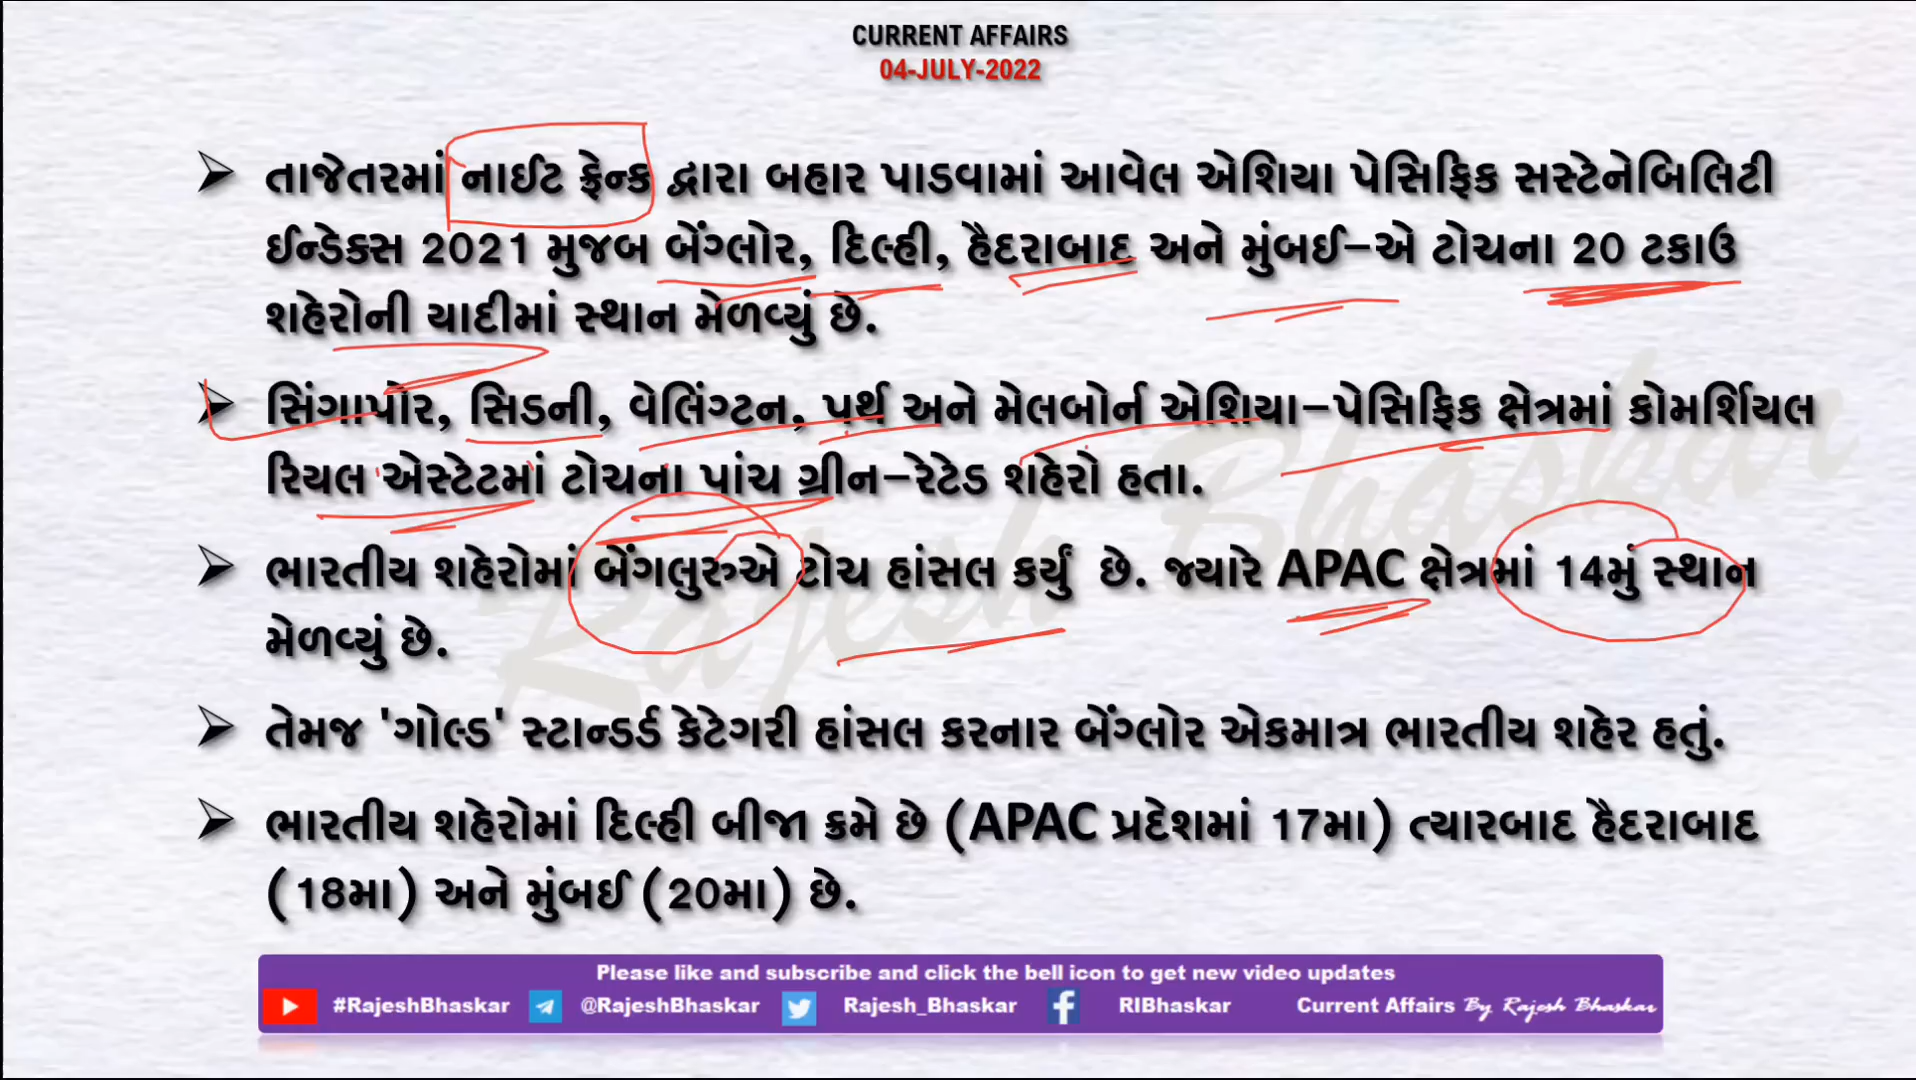 CURRENT AFFAIRS
04-JULY-2022
તાજેતરમાં નાઈટ ફ્રેન્ક દ્વારા બહાર પાડવામાં આવેલ એશિયા પેસિફિક સસ્ટેનેબિલિટી
ઈન્ડેક્સ 2021 મુજબ બેંગ્લોર, દિલ્હી, હૈદરાબાદ અને મુંબઈ-એ ટોચના 20 ટકાઉ
શહેરોની યાદીમાં સ્થાન મેળવ્યું છે.
સિંગાપોર, સિડની, વેલિંગ્ટન, પર્થ અને મેલબોર્ન એશિયા-પેસિફિક ક્ષેત્રમાં કોમર્શિયલ
રિયલ એસ્ટેટમાં ટોચના પાંચ ગ્રીન-રેટેડ શહેરો હતા.
ભારતીય શહેરોમાં બેંગલુરુએ ટોચ હાંસલ કર્યું છે. જ્યારે APAC ક્ષેત્રમાં 14મું સ્થાન
મેળવ્યું છે.
તેમજ 'ગોલ્ડ' સ્ટાન્ડર્ડ કેટેગરી હાંસલ કરનાર બેંગ્લોર એકમાત્ર ભારતીય શહેર હતું.
ભારતીય શહેરોમાં દિલ્હી બીજા ક્રમે છે (APAC પ્રદેશમાં 17મા) ત્યારબાદ હૈદરાબાદ
(18મા) અને મુંબઈ (20મા) છે.
Rajesh Bhaskar
Please like and subscribe and click the bell icon to get new video updates
#RajeshBhaskar @RajeshBhaskar Rajesh_Bhaskar RIBhaskar Current Affairs By Rajesh Bhaskar